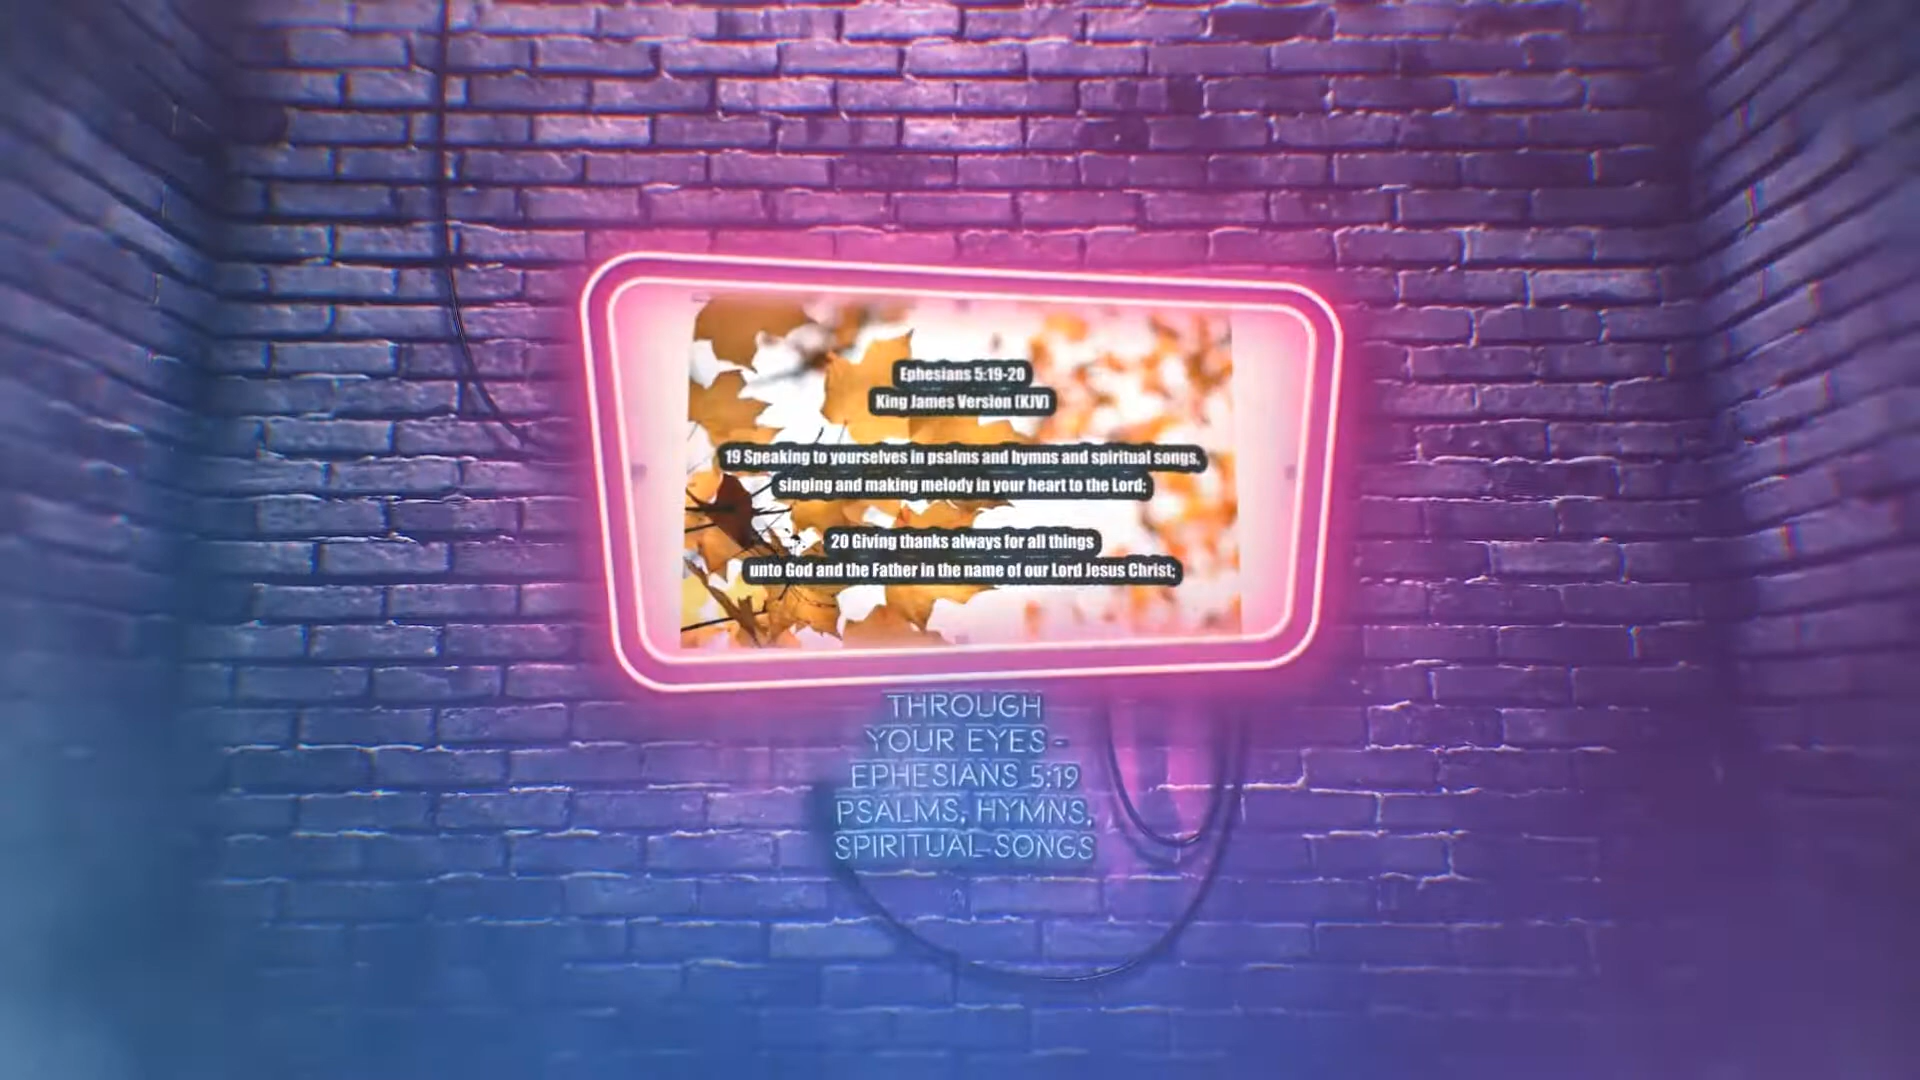 Ephesians 5:19-20
King James Version (KJV)
19 Speaking to yourselves in psalms and hymns and spiritual songs,
singing and making melody in your heart to the Lord;
20 Giving thanks always for all things
unto God and the Father in the name of our Lord Jesus Christ;
THROUGH
YOUR EYES -
EPHESIANS 5:19
PSALMS, HYMNS,
SPIRITUAL SONGS